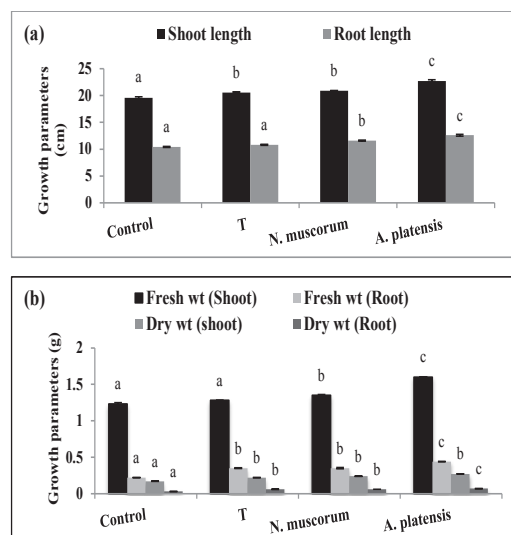 (a)
Shoot length Root length
Growth parameters
(cm)
25
20
15
10
5
0
a a b a b b c c
Control T N. muscorum A. platensis
(b)
Fresh wt (Shoot) Fresh wt (Root)
Dry wt (shoot) Dry wt (Root)
Growth parameters (g)
2
1.5
1
0.5
0
a a a a a b b b b b b b c c b c
Control T N. muscorum A. platensis